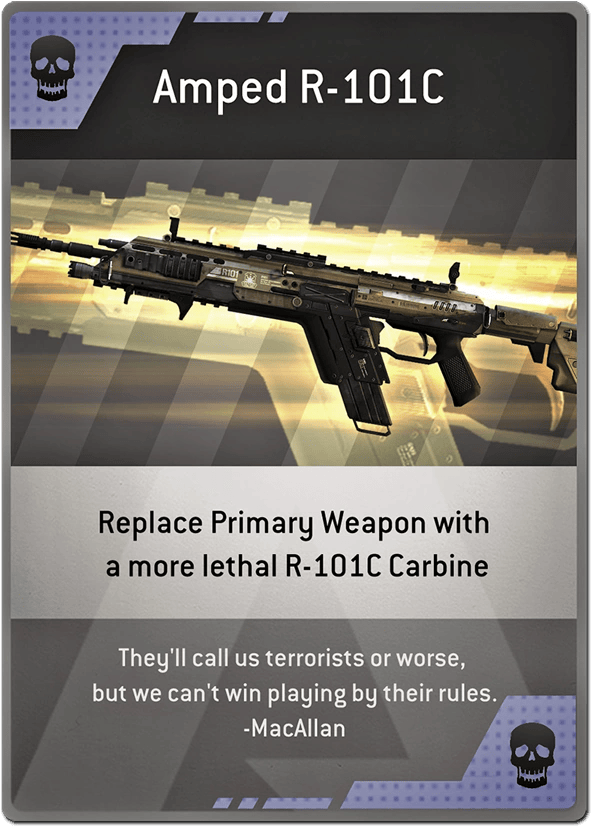 Amped R-101C
R101
Replace Primary Weapon with
a more lethal R-101C Carbine
They'll call us terrorists or worse,
but we can't win playing by their rules.
-MacAllan